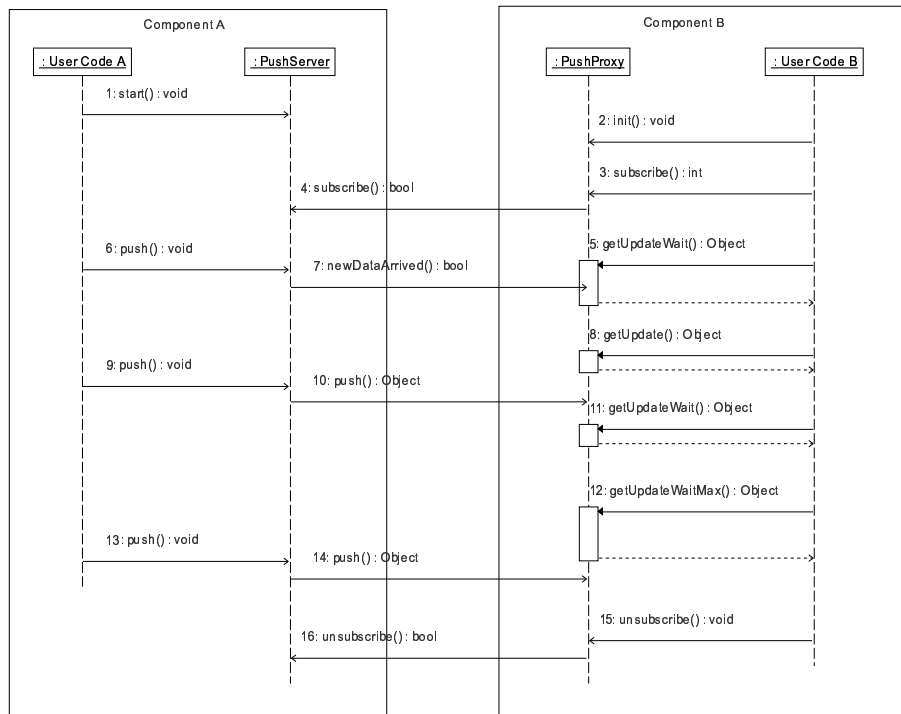 Component A
Component B
: User Code A
: PushServer
: PushProxy
: User Code B
1: start() : void
2: init() : void
3: subscribe() : int
4: subscribe() : bool
5: getUpdateWait() : Object
6: push() : void
7: newDataArrived() : bool
8: getUpdate() : Object
9: push() : void
10: push() : Object
11: getUpdateWait() : Object
12: getUpdateWaitMax() : Object
13: push() : void
14: push() : Object
15: unsubscribe() : void
16: unsubscribe() : bool